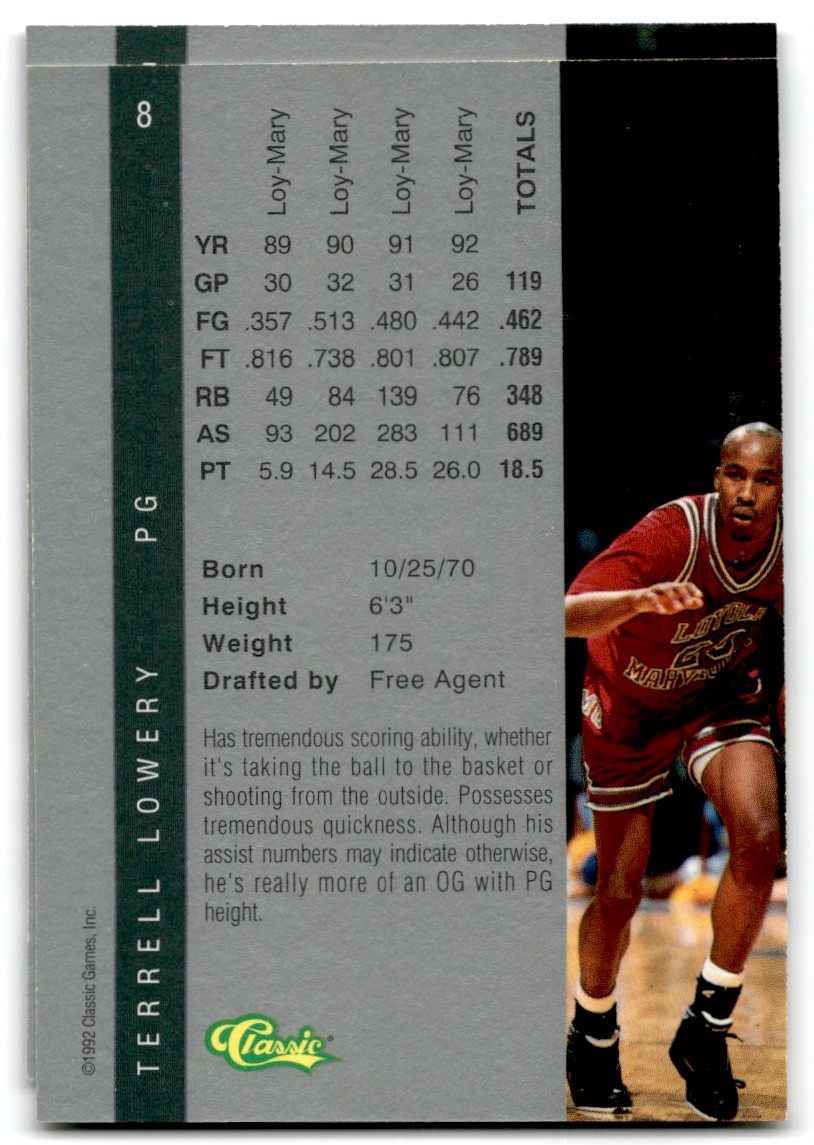 8
TERRELL LOWERY PG
©1992 Classic Games, Inc.
Loy-Mary Loy-Mary Loy-Mary Loy-Mary TOTALS
YR 89 90 91 92
GP 30 32 31 26 119
FG .357 .513 .480 .442 .462
FT .816 .738 .801 .807 .789
RB 49 84 139 76 348
AS 93 202 283 111 689
PT 5.9 14.5 28.5 26.0 18.5
Born 10/25/70
Height 6'3"
Weight 175
Drafted by Free Agent
Has tremendous scoring ability, whether
it's taking the ball to the basket or
shooting from the outside. Possesses
tremendous quickness. Although his
assist numbers may indicate otherwise,
he's really more of an OG with PG
height.
Classic®
LOYOLA